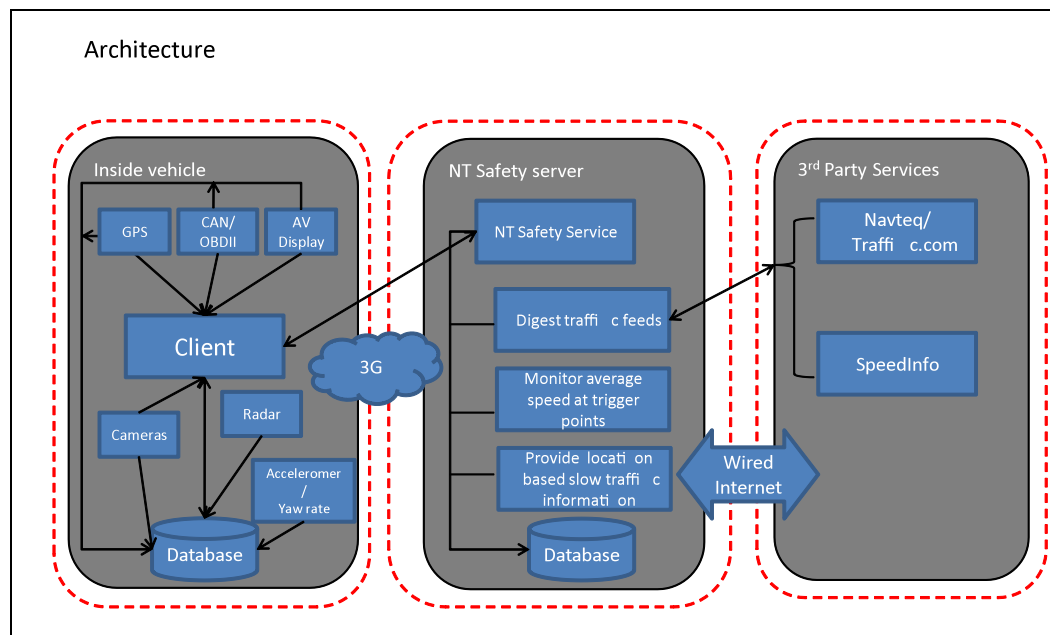 Architecture
Inside vehicle
GPS
CAN/
OBDII
AV
Display
Client
Cameras
Radar
Acceleromer
/
Yaw rate
Database
3G
NT Safety server
NT Safety Service
Digest traffi c feeds
Monitor average
speed at trigger
points
Provide locati on
based slow traffi c
informati on
Database
Wired
Internet
3rd Party Services
Navteq/
Traffi c.com
SpeedInfo